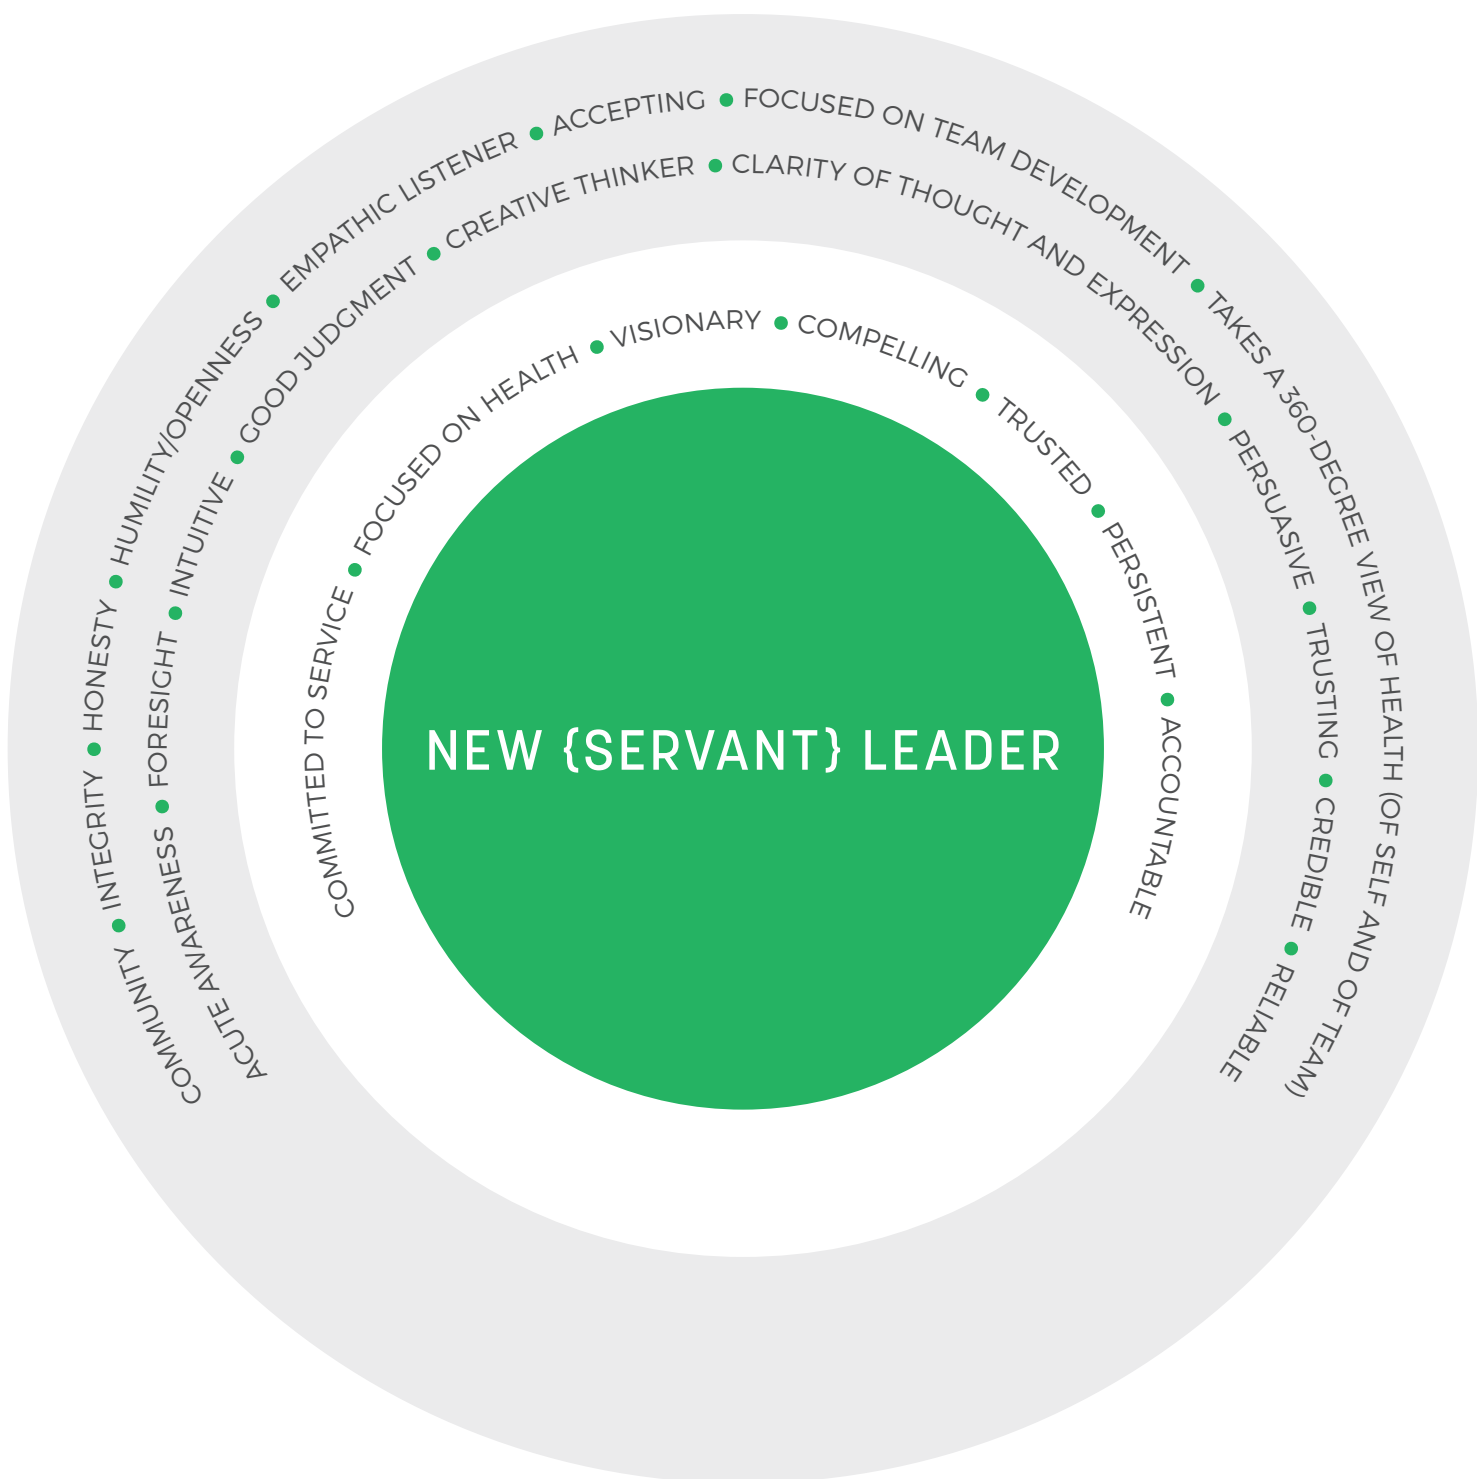 COMMUNITY • INTEGRITY • HONESTY • HUMILITY/OPENNESS • EMPATHIC LISTENER • ACCEPTING • FOCUSED ON TEAM DEVELOPMENT • TAKES A 360-DEGREE VIEW OF HEALTH (OF SELF AND OF TEAM)
ACUTE AWARENESS • FORESIGHT • INTUITIVE • GOOD JUDGMENT • CREATIVE THINKER • CLARITY OF THOUGHT AND EXPRESSION • PERSUASIVE • TRUSTING • CREDIBLE • RELIABLE
COMMITTED TO SERVICE • FOCUSED ON HEALTH • VISIONARY • COMPELLING • TRUSTED • PERSISTENT • ACCOUNTABLE
NEW {SERVANT} LEADER